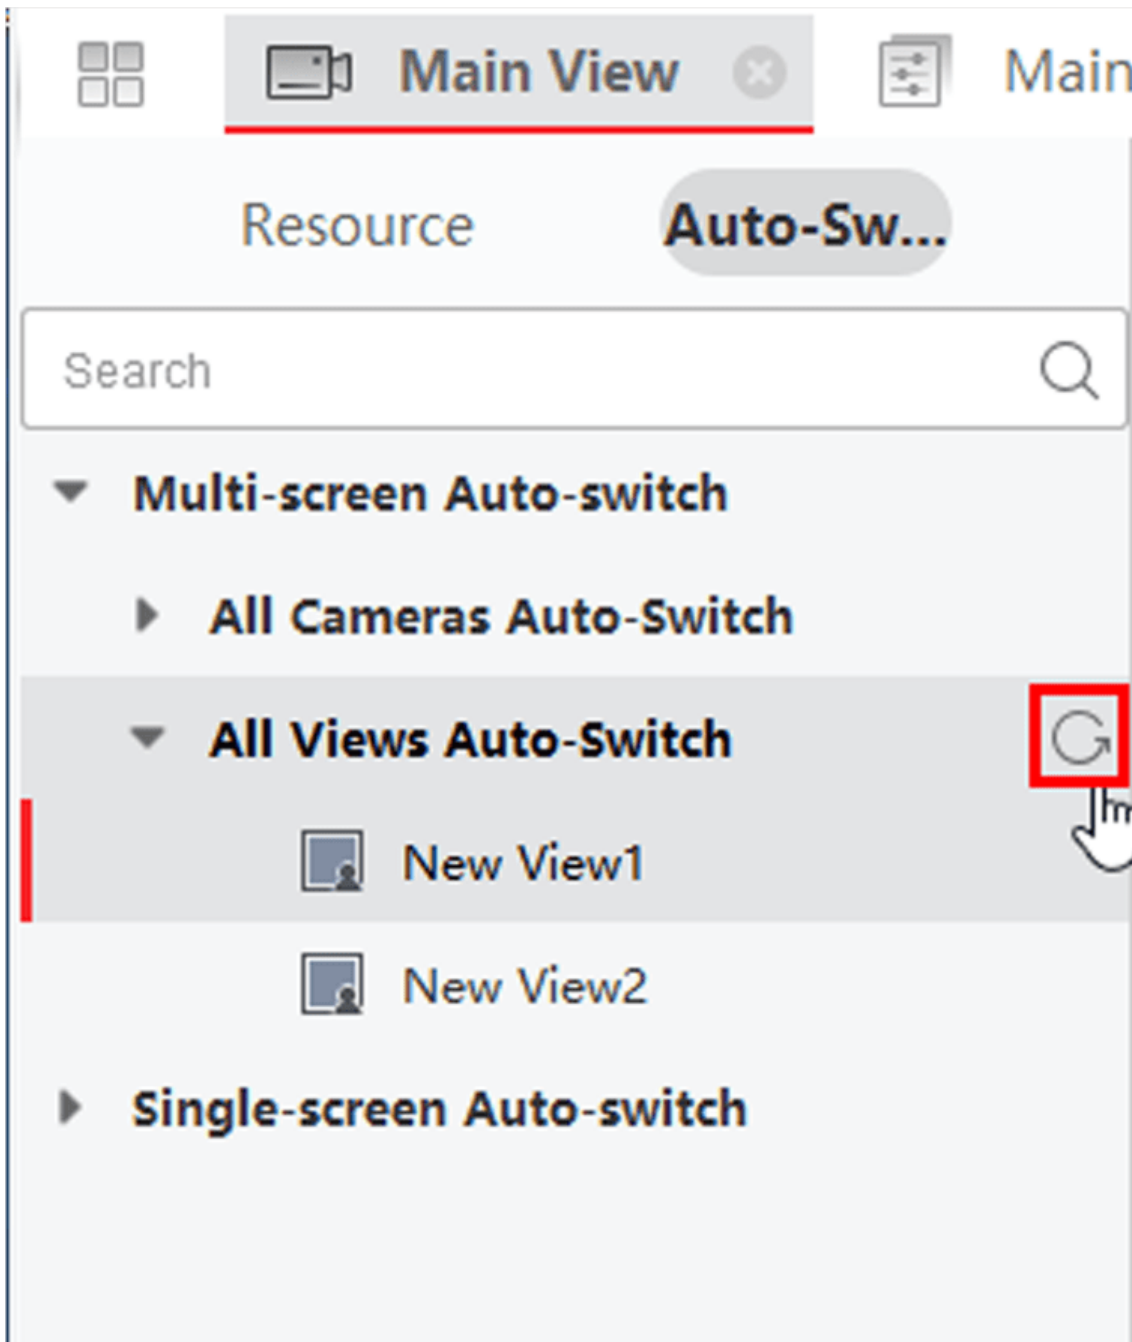 Main View Main
Resource Auto-Sw...
Search
Multi-screen Auto-switch
All Cameras Auto-Switch
All Views Auto-Switch
New View1
New View2
Single-screen Auto-switch